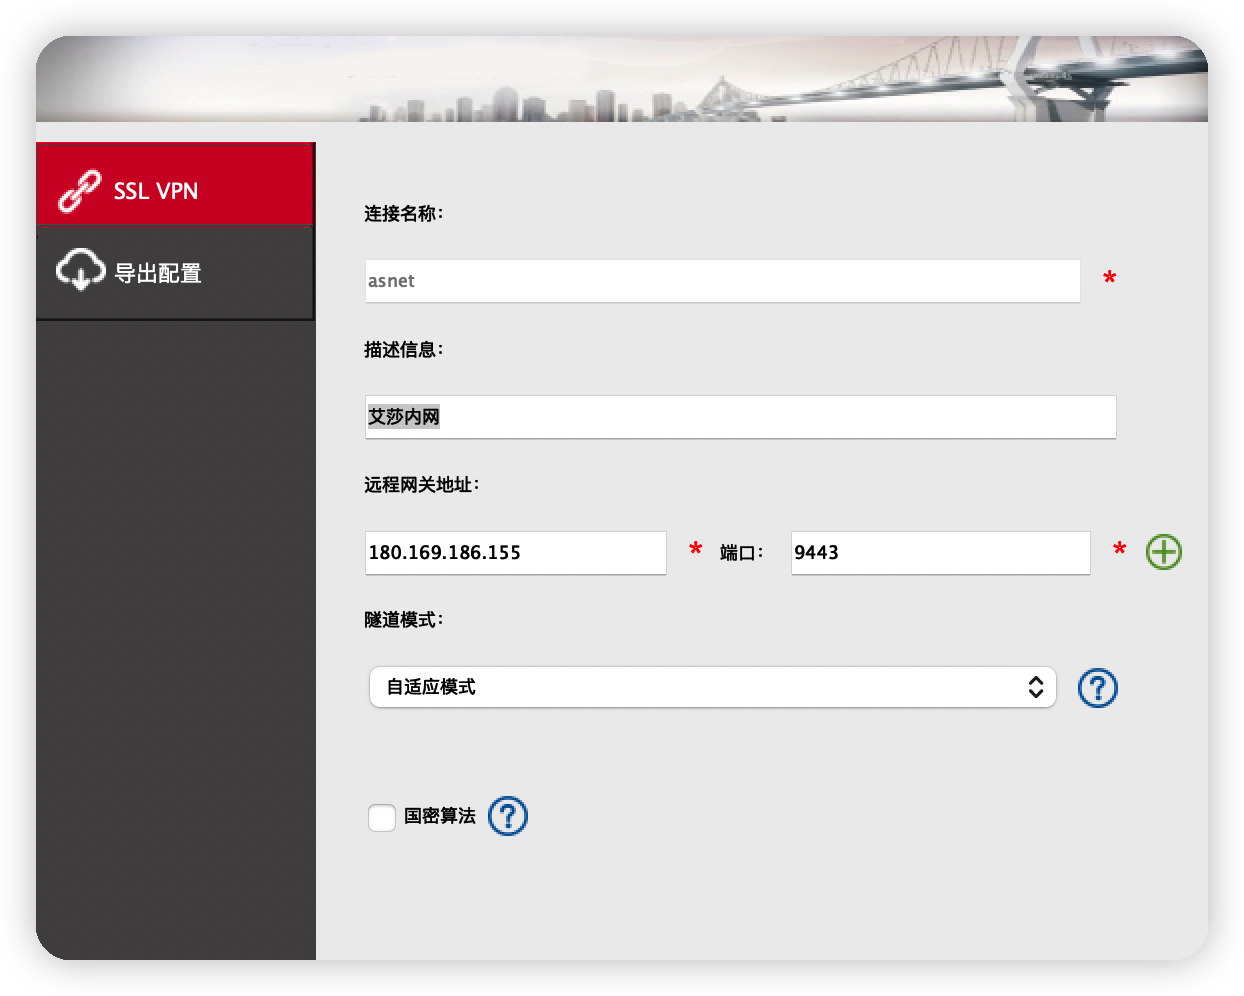 SSL VPN
导出配置
连接名称：
asnet *
描述信息：
艾莎内网
远程网关地址：
180.169.186.155 * 端口： 9443 *
隧道模式：
自适应模式
国密算法